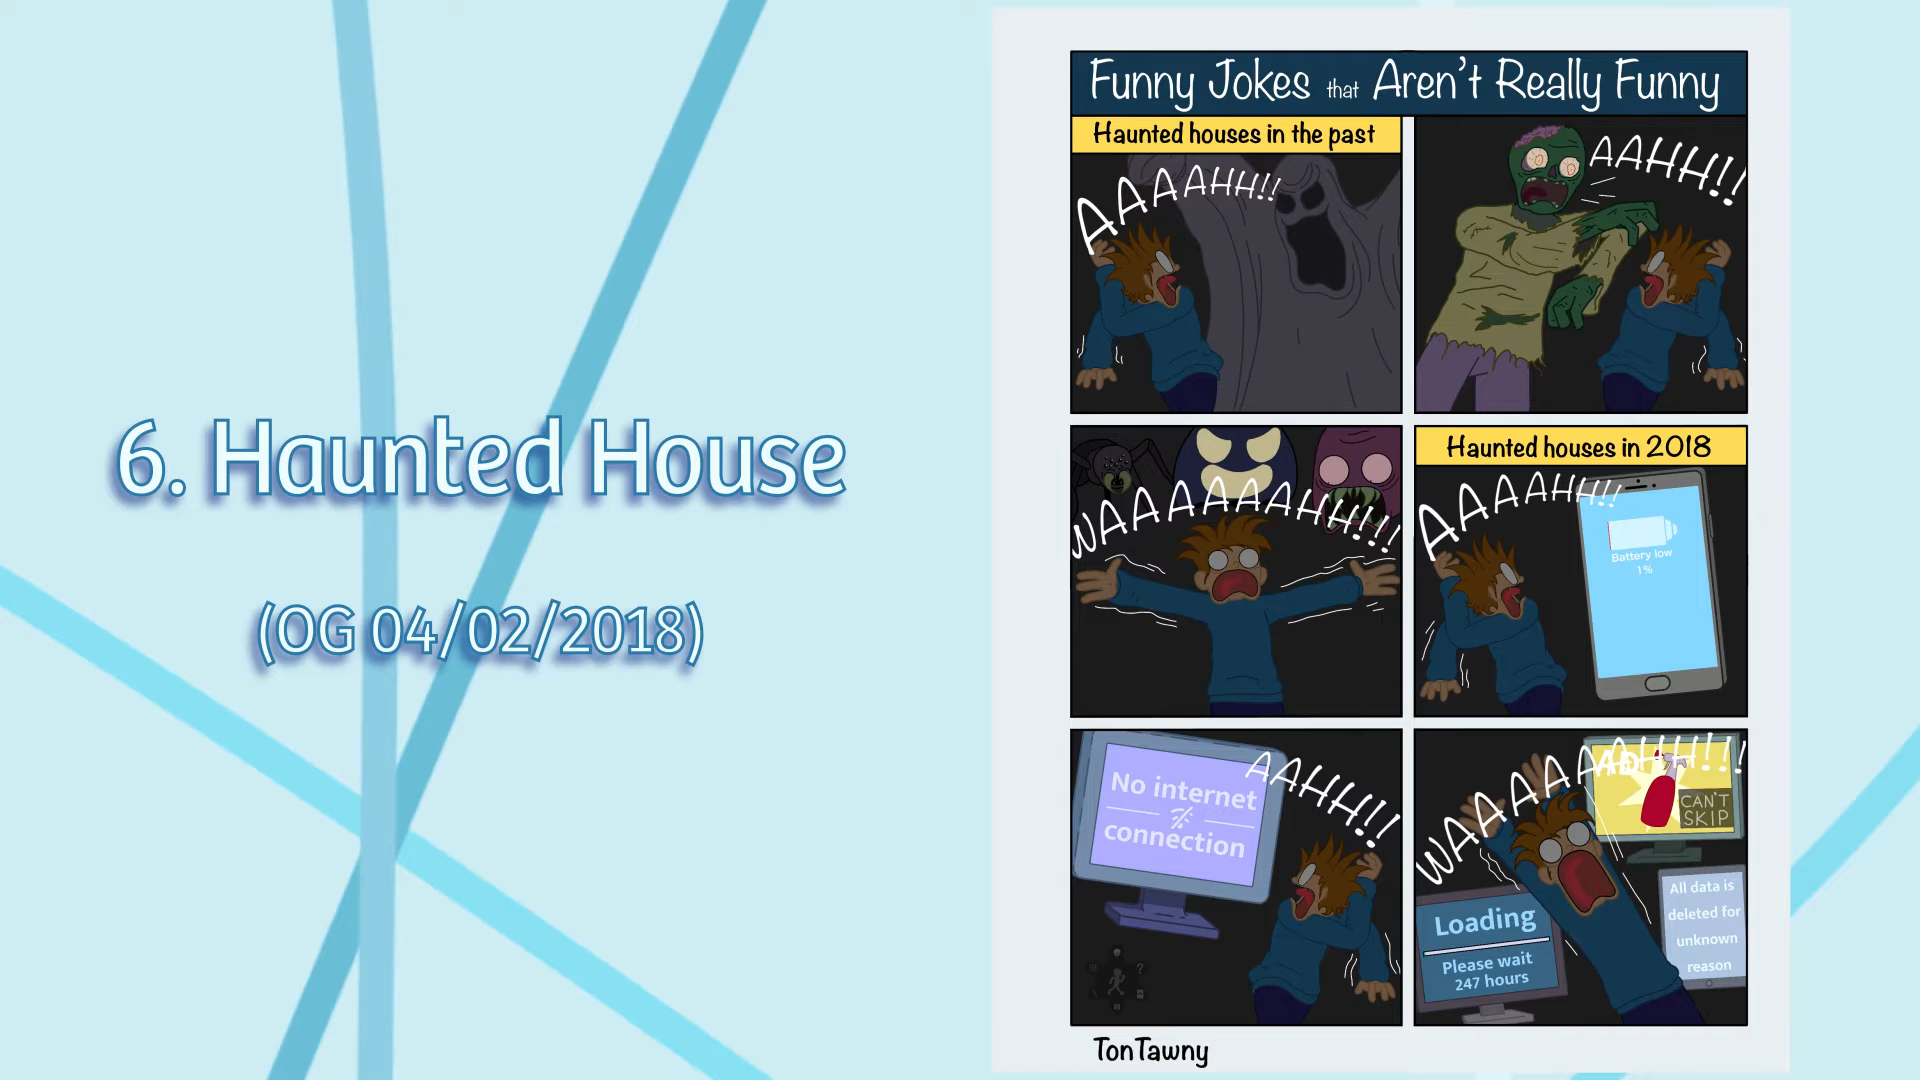 6. Haunted House
(OG 04/02/2018)
Funny Jokes that Aren't Really Funny
Haunted houses in the past
AAAAAHH!!
AAHH!!
WAAAAAAAHH!!!
Haunted houses in 2018
AAAAAHH!!
Battery low
1%
No internet
connection
AAHH!!!
WAAAAAAHH!!!
AD
CAN'T
SKIP
Loading
Please wait
247 hours
All data is
deleted for
unknown
reason
TonTawny